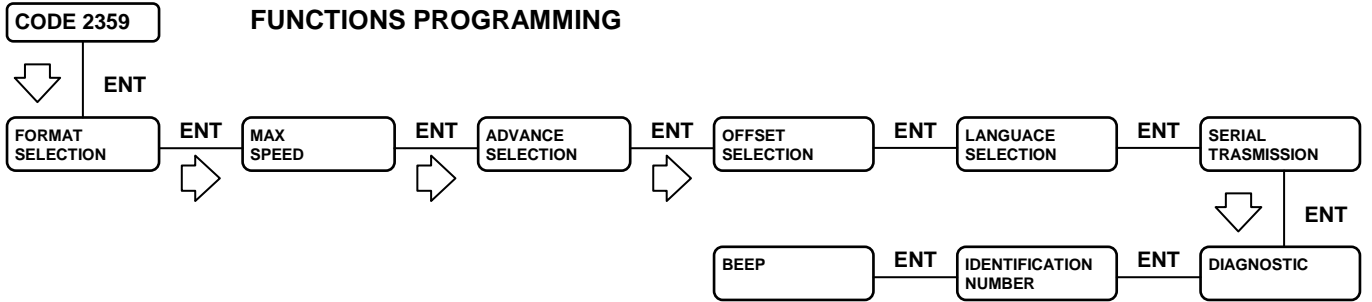 CODE 2359
FUNCTIONS PROGRAMMING
ENT
FORMAT
SELECTION
ENT
MAX
SPEED
ENT
ADVANCE
SELECTION
ENT
OFFSET
SELECTION
ENT
LANGUACE
SELECTION
ENT
SERIAL
TRASMISSION
ENT
BEEP
ENT
IDENTIFICATION
NUMBER
ENT
DIAGNOSTIC